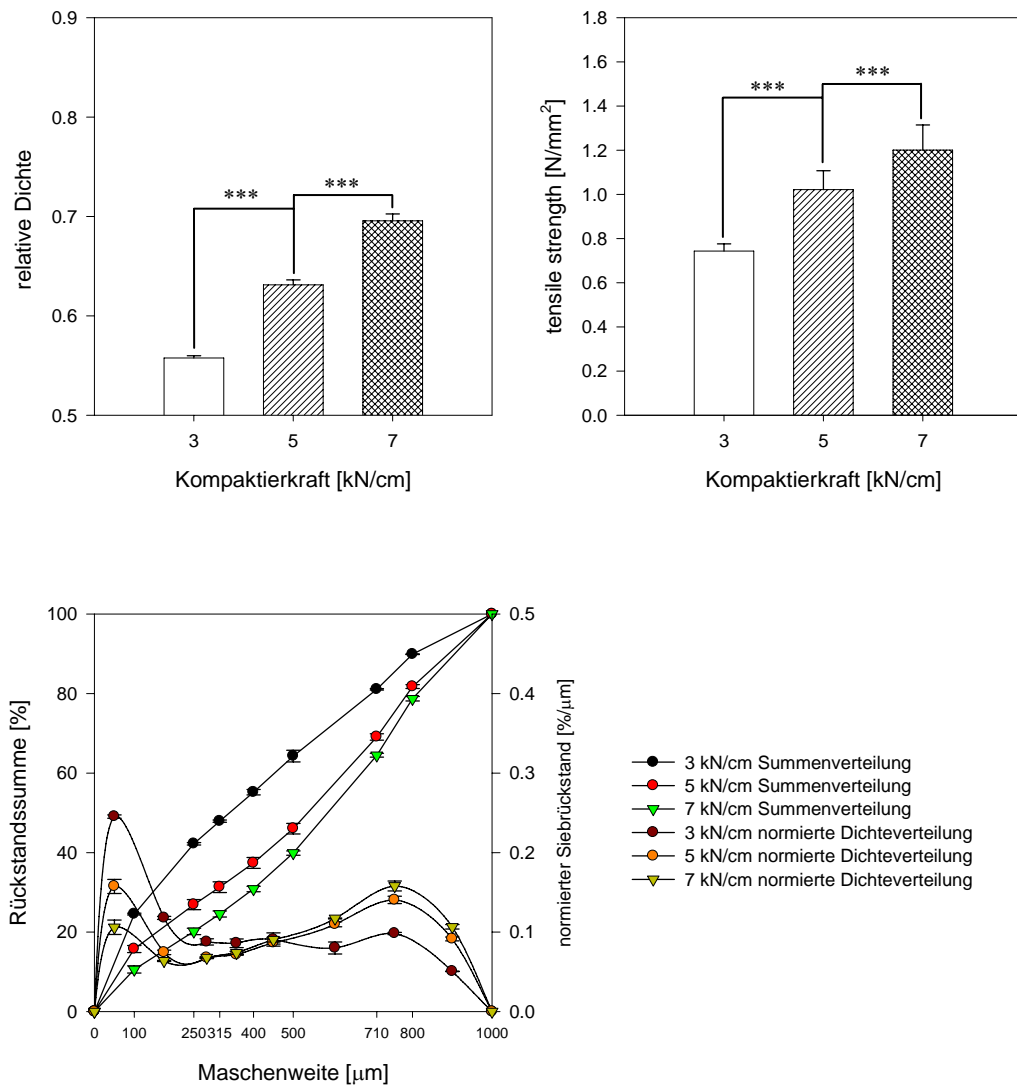 relative Dichte
0.9
0.8
0.7
0.6
0.5
***
***
3 5 7
Kompaktierkraft [kN/cm]
tensile strength [N/mm²]
1.8
1.6
1.4
1.2
1.0
0.8
0.6
0.4
0.2
0.0
***
***
3 5 7
Kompaktierkraft [kN/cm]
Rückstandssumme [%]
100
80
60
40
20
0
0 100 250 315 400 500 710 800 1000
Maschenweite [μm]
0.5
0.4
0.3
0.2
0.1
0.0
normierter Siebrückstand [%/μm]
3 kN/cm Summenverteilung
5 kN/cm Summenverteilung
7 kN/cm Summenverteilung
3 kN/cm normierte Dichteverteilung
5 kN/cm normierte Dichteverteilung
7 kN/cm normierte Dichteverteilung